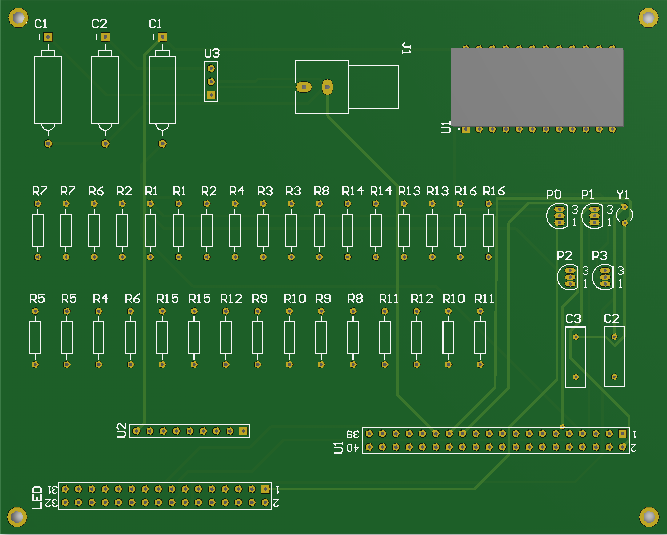 C1 C2 C1
U3
J1
U1
R7 R7 R6 R2 R1 R1 R2 R4 R3 R3 R8 R14 R14 R13 R13 R16 R16
P0 P1 Y1
3 3
1 1
P2 P3
3 3
1 1
R5 R5 R4 R6 R15 R15 R12 R9 R10 R9 R8 R11 R12 R10 R11
C3 C2
U2
U1
39 1
40 2
LED
31 1
32 2